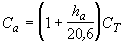 C_a = (1 + h_a / 20,6) C_T